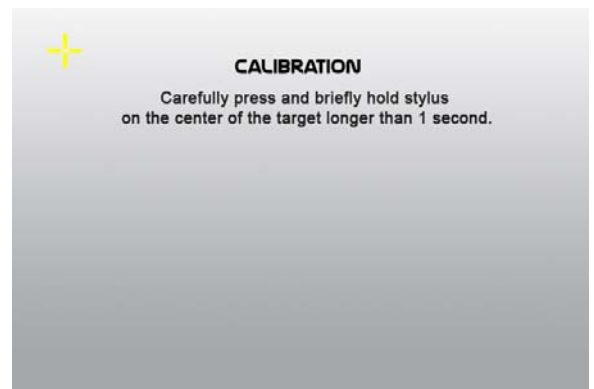 CALIBRATION
Carefully press and briefly hold stylus
on the center of the target longer than 1 second.